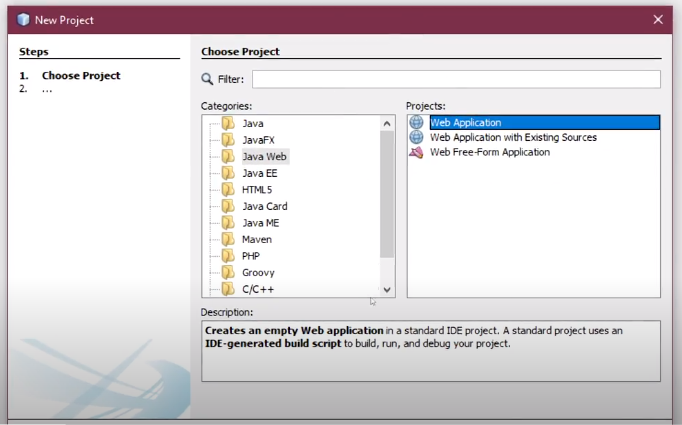 New Project
Steps
1. Choose Project
2. ...
Choose Project
Filter:
Categories:
Java
JavaFX
Java Web
Java EE
HTML5
Java Card
Java ME
Maven
PHP
Groovy
C/C++
Projects:
Web Application
Web Application with Existing Sources
Web Free-Form Application
Description:
Creates an empty Web application in a standard IDE project. A standard project uses an
IDE-generated build script to build, run, and debug your project.